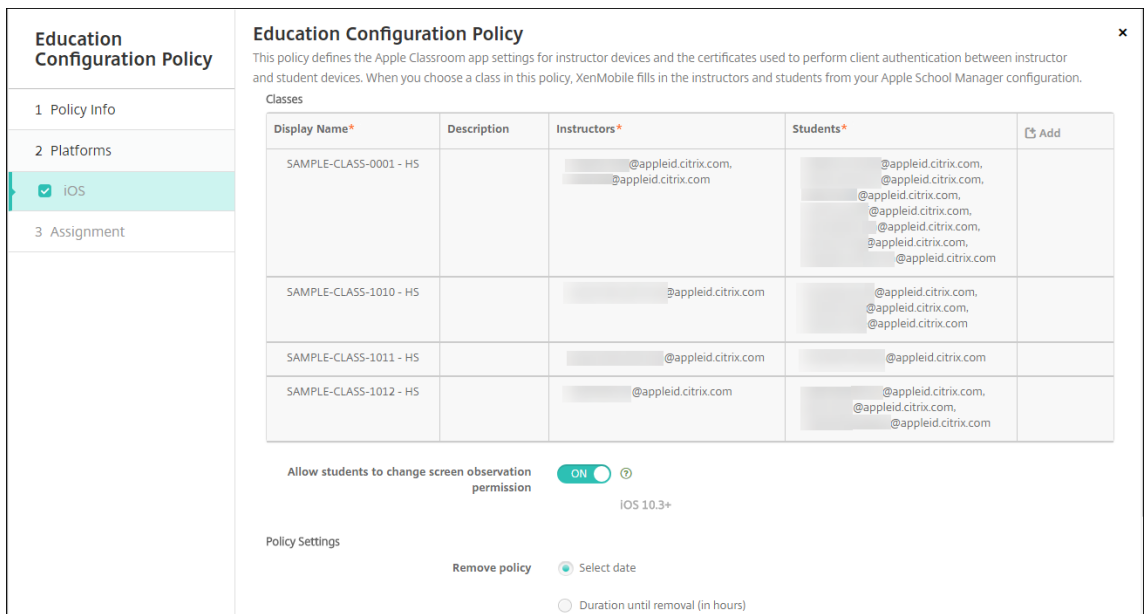 Education
Configuration Policy
1 Policy Info
2 Platforms
iOS
3 Assignment
Education Configuration Policy
×
This policy defines the Apple Classroom app settings for instructor devices and the certificates used to perform client authentication between instructor
and student devices. When you choose a class in this policy, XenMobile fills in the instructors and students from your Apple School Manager configuration.
Classes
Display Name* Description Instructors* Students* Add
SAMPLE-CLASS-0001 - HS
@appleid.citrix.com,
@appleid.citrix.com
@appleid.citrix.com,
@appleid.citrix.com,
@appleid.citrix.com,
@appleid.citrix.com,
@appleid.citrix.com,
@appleid.citrix.com,
@appleid.citrix.com
SAMPLE-CLASS-1010 - HS
@appleid.citrix.com
@appleid.citrix.com,
@appleid.citrix.com,
@appleid.citrix.com
SAMPLE-CLASS-1011 - HS
@appleid.citrix.com
@appleid.citrix.com
SAMPLE-CLASS-1012 - HS
@appleid.citrix.com
@appleid.citrix.com,
@appleid.citrix.com,
@appleid.citrix.com
Allow students to change screen observation
permission
ON
?
iOS 10.3+
Policy Settings
Remove policy
Select date
Duration until removal (in hours)